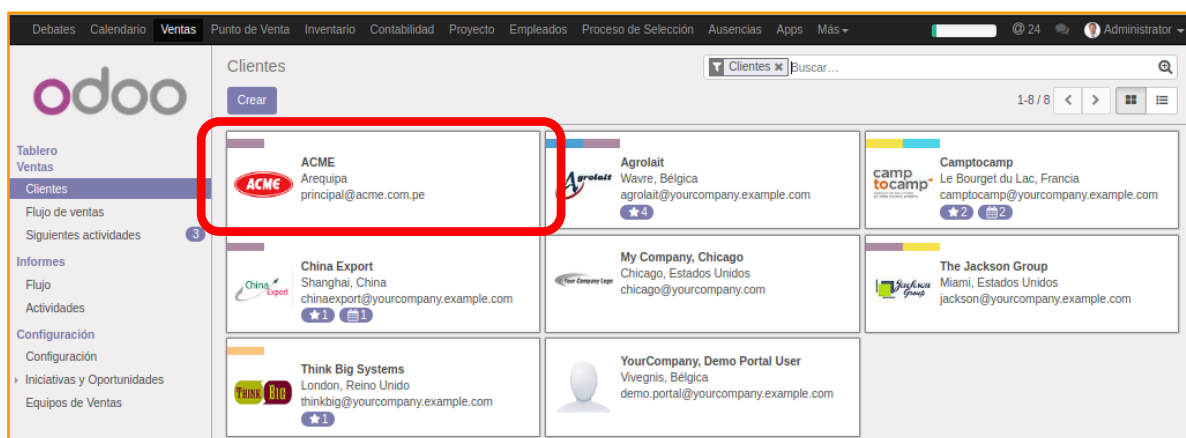 Debates Calendario Ventas Punto de Venta Inventario Contabilidad Proyecto Empleados Proceso de Selección Ausencias Apps Más @ 24 Administrator
odoo
Clientes
Clientes Buscar...
Crear
1-8 / 8
Tablero
Ventas
Clientes
Flujo de ventas
Siguientes actividades 3
Informes
Flujo
Actividades
Configuración
Configuración
Iniciativas y Oportunidades
Equipos de Ventas
ACME
ACME
Arequipa
principal@acme.com.pe
Agrolait
Agrolait
Wavre, Bélgica
agrolait@yourcompany.example.com
4
camp
tocamp
Camptocamp
Le Bourget du Lac, Francia
camptocamp@yourcompany.example.com
2 2
China
Export
China Export
Shanghai, China
chinaexport@yourcompany.example.com
1 1
Your Company Logo
My Company, Chicago
Chicago, Estados Unidos
chicago@yourcompany.com
Jackson
Group
The Jackson Group
Miami, Estados Unidos
jackson@yourcompany.example.com
THINK BIG
Think Big Systems
London, Reino Unido
thinkbig@yourcompany.example.com
1
YourCompany, Demo Portal User
Vivegnis, Bélgica
demo.portal@yourcompany.example.com